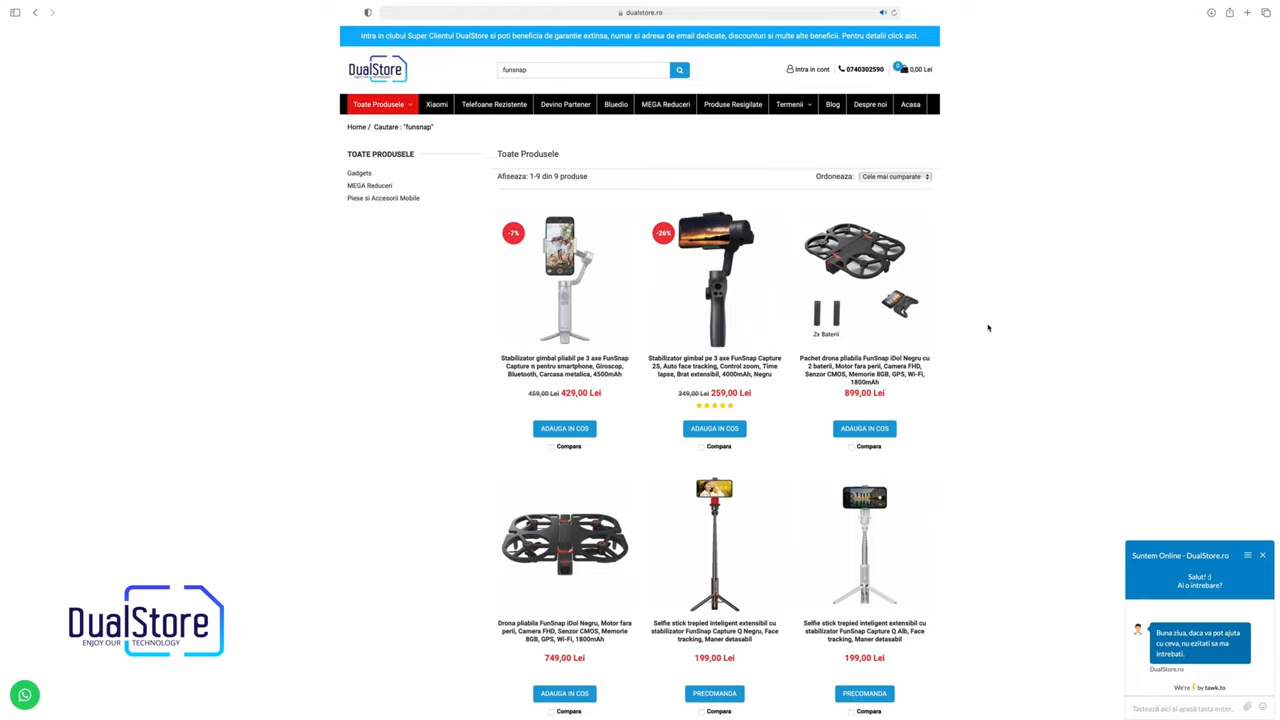 dualstore.ro
Intra in clubul Super Clientul DualStore si poti beneficia de garantie extinsa, numar si adresa de email dedicate, discounturi si multe alte beneficii. Pentru detalii click aici.
DualStore
ENJOY OUR TECHNOLOGY
funsnap
Intra in cont
0740302590
0
0,00 Lei
Toate Produsele
Xiaomi
Telefoane Rezistente
Devino Partener
Bluedio
MEGA Reduceri
Produse Resigilate
Termenii
Blog
Despre noi
Acasa
Home / Cautare : "funsnap"
TOATE PRODUSELE
Gadgets
MEGA Reduceri
Piese si Accesorii Mobile
Toate Produsele
Afiseaza: 1-9 din 9 produse
Ordoneaza:
Cele mai cumparate
-7%
-26%
2x Baterii
Stabilizator gimbal pliabil pe 3 axe FunSnap
Capture π pentru smartphone, Giroscop,
Bluetooth, Carcasa metalica, 4500mAh
459,00 Lei 429,00 Lei
ADAUGA IN COS
Compara
Stabilizator gimbal pe 3 axe FunSnap Capture
2S, Auto face tracking, Control zoom, Time
lapse, Brat extensibil, 4000mAh, Negru
349,00 Lei 259,00 Lei
ADAUGA IN COS
Compara
Pachet drona pliabila FunSnap iDol Negru cu
2 baterii, Motor fara perii, Camera FHD,
Senzor CMOS, Memorie 8GB, GPS, Wi-Fi,
1800mAh
899,00 Lei
ADAUGA IN COS
Compara
Drona pliabila FunSnap iDol Negru, Motor fara
perii, Camera FHD, Senzor CMOS, Memorie
8GB, GPS, Wi-Fi, 1800mAh
749,00 Lei
ADAUGA IN COS
Compara
Selfie stick trepied inteligent extensibil cu
stabilizator FunSnap Capture Q Negru, Face
tracking, Maner detasabil
199,00 Lei
PRECOMANDA
Compara
Selfie stick trepied inteligent extensibil cu
stabilizator FunSnap Capture Q Alb, Face
tracking, Maner detasabil
199,00 Lei
PRECOMANDA
Compara
DualStore
ENJOY OUR TECHNOLOGY
Suntem Online - DualStore.ro
Salut! :)
Ai o intrebare?
Buna ziua, daca va pot ajuta
cu ceva, nu ezitati sa ma
intrebati.
DualStore.ro
We're by tawk.to
Tastează aici și apasă tasta enter..